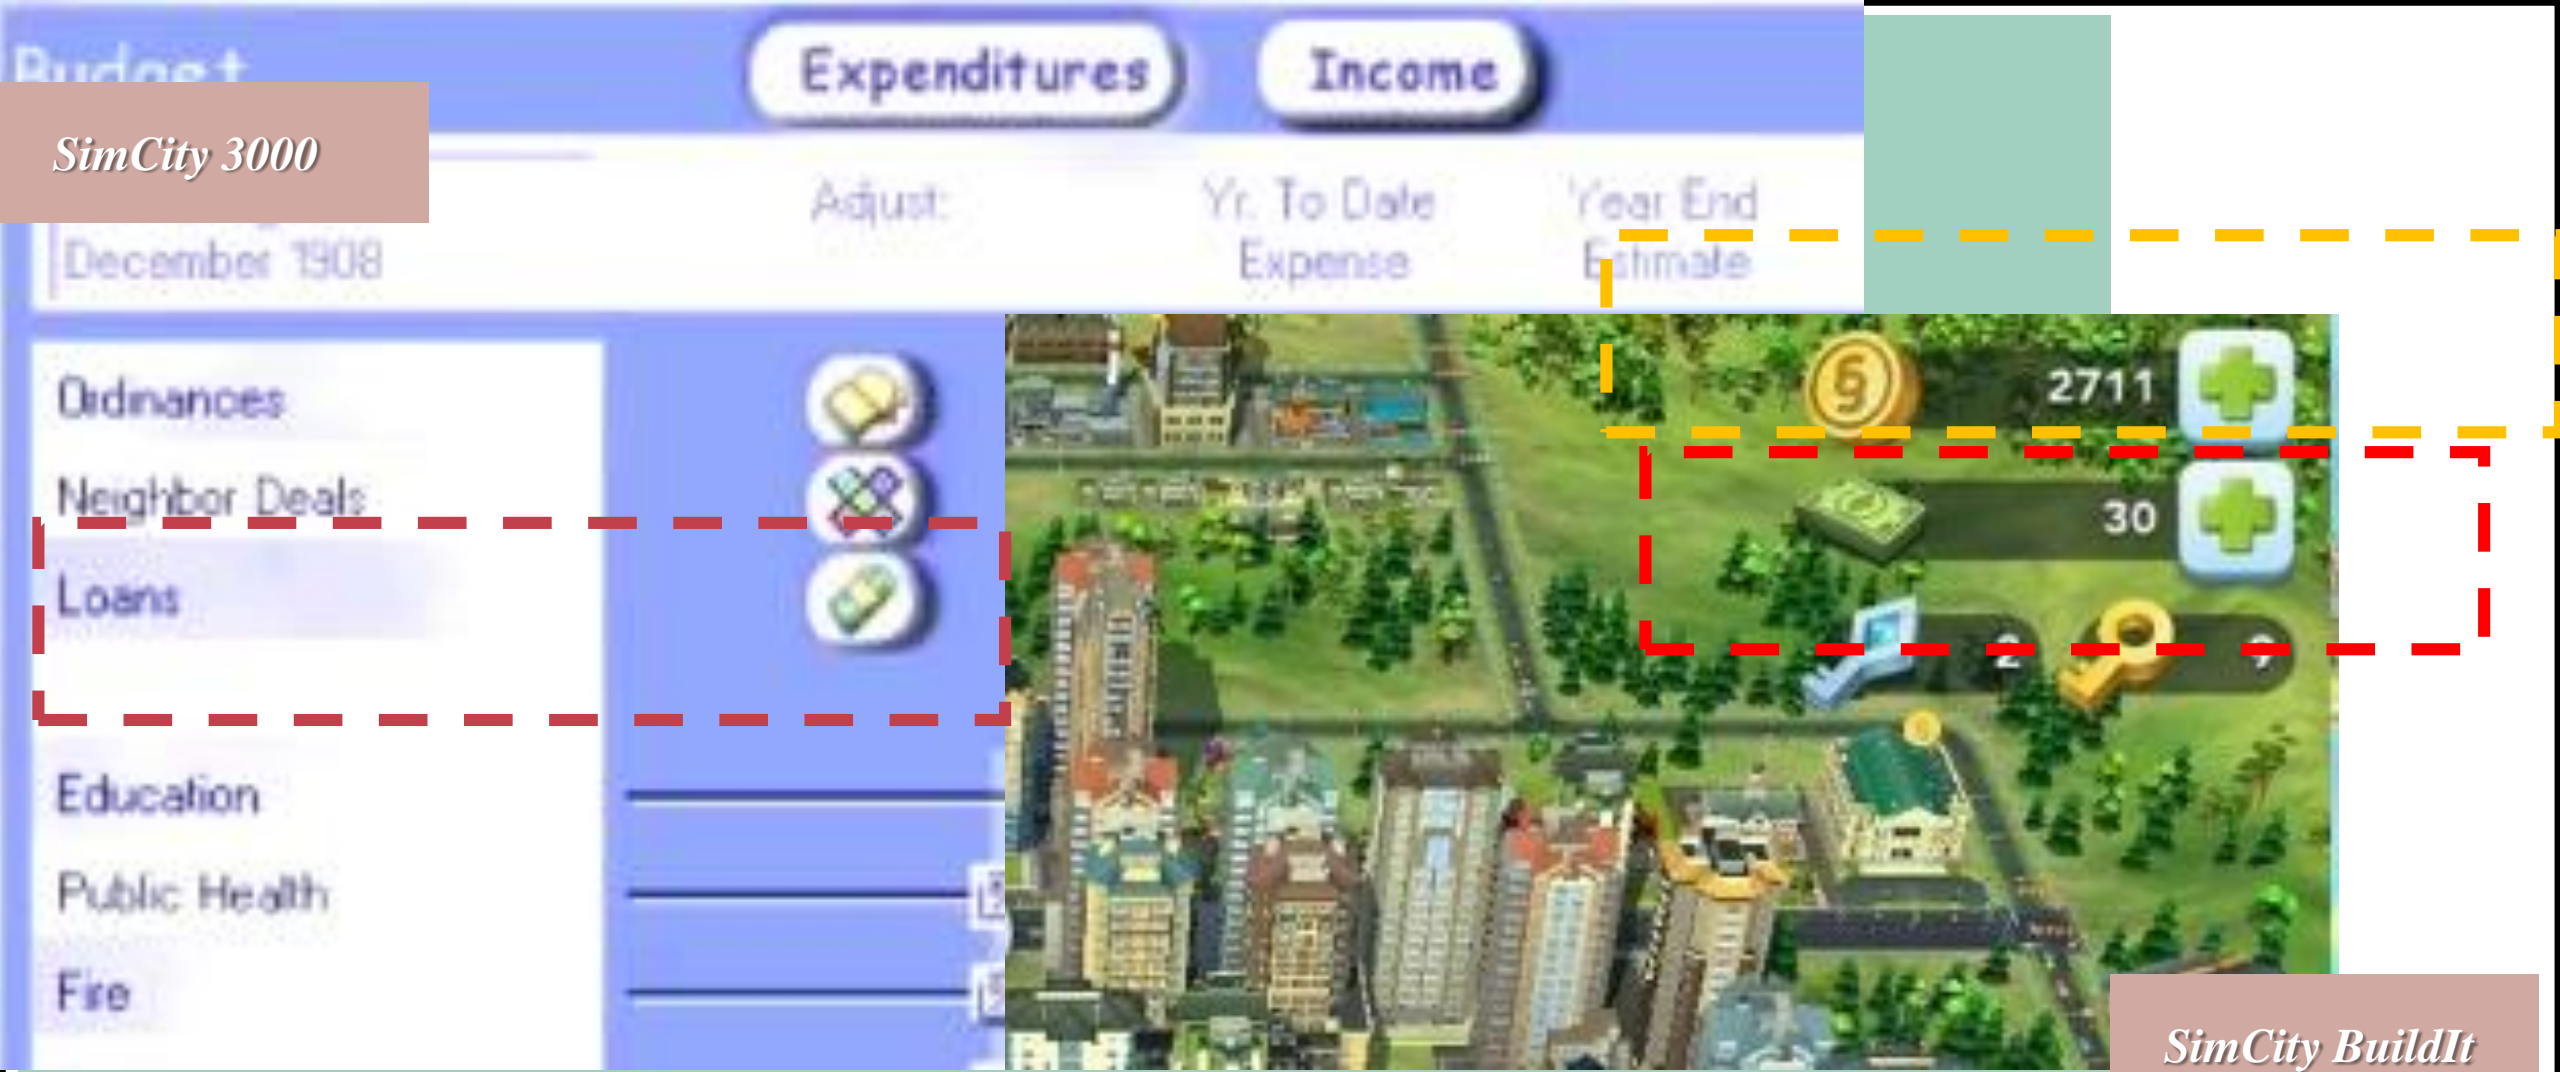 Budget
Expenditures
Income
SimCity 3000
Adjust:
Yr. To Date
Expense
Year End
Estimate
December 1908
Ordinances
Neighbor Deals
Loans
Education
Public Health
Fire
2711
30
2
9
SimCity BuildIt